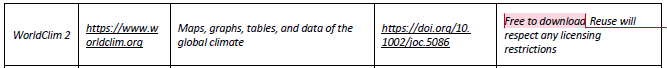 WorldClim 2
https://www.w
orldclim.org
Maps, graphs, tables, and data of the
global climate
https://doi.org/10.
1002/joc.5086
Free to download Reuse will
respect any licensing
restrictions